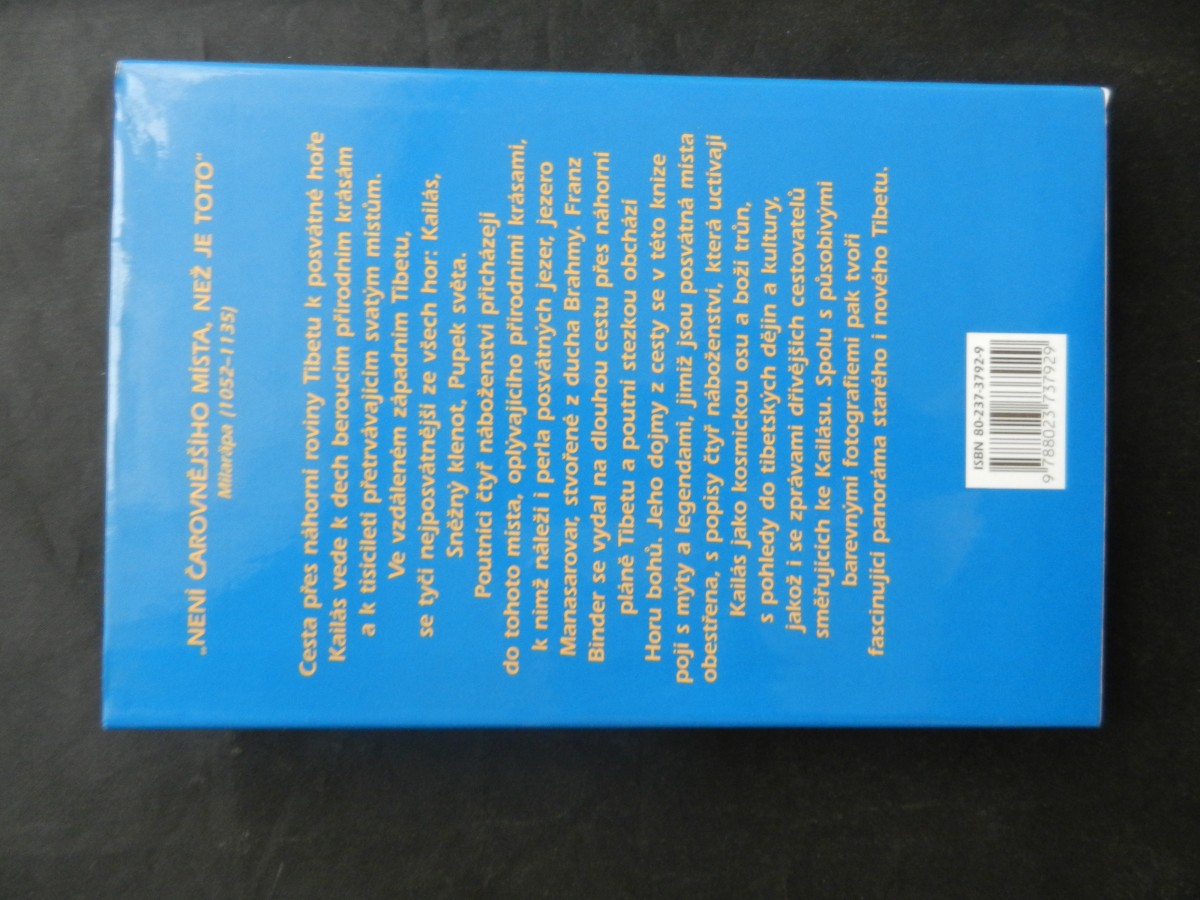 „NENÍ ČAROVNĚJŠÍHO MÍSTA, NEŽ JE TOTO“
Milarápa (1052–1135)
Cesta přes náhorní roviny Tibetu k posvátné hoře
Kailás vede k dech beroucím přírodním krásám
a k tisíciletí přetrvávajícím svatým místům.
Ve vzdáleném západním Tibetu,
se tyčí nejposvátnější ze všech hor: Kailás,
Sněžný klenot, Pupek světa.
Poutníci čtyř náboženství přicházejí
do tohoto místa, oplývajícího přírodními krásami,
k nimž náleží i perla posvátných jezer, jezero
Manasarovar, stvořené z ducha Brahmy. Franz
Binder se vydal na dlouhou cestu přes náhorní
pláně Tibetu a poutní stezkou obchází
Horu bohů. Jeho dojmy z cesty se v této knize
pojí s mýty a legendami, jimiž jsou posvátná místa
obestřena, s popisy čtyř náboženství, která uctívají
Kailás jako kosmickou osu a boží trůn,
s pohledy do tibetských dějin a kultury,
jakož i se zprávami dřívějších cestovatelů
směřujících ke Kailásu. Spolu s působivými
barevnými fotografiemi pak tvoří
fascinující panoráma starého i nového Tibetu.
ISBN 80-237-3792-9
9 788023 737929